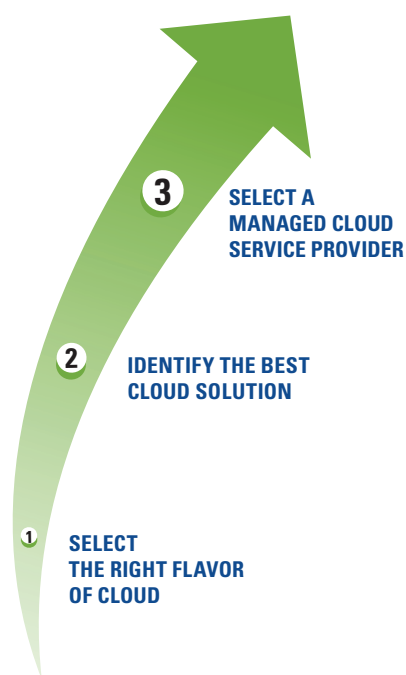 3
SELECT A
MANAGED CLOUD
SERVICE PROVIDER
2
IDENTIFY THE BEST
CLOUD SOLUTION
1
SELECT
THE RIGHT FLAVOR
OF CLOUD